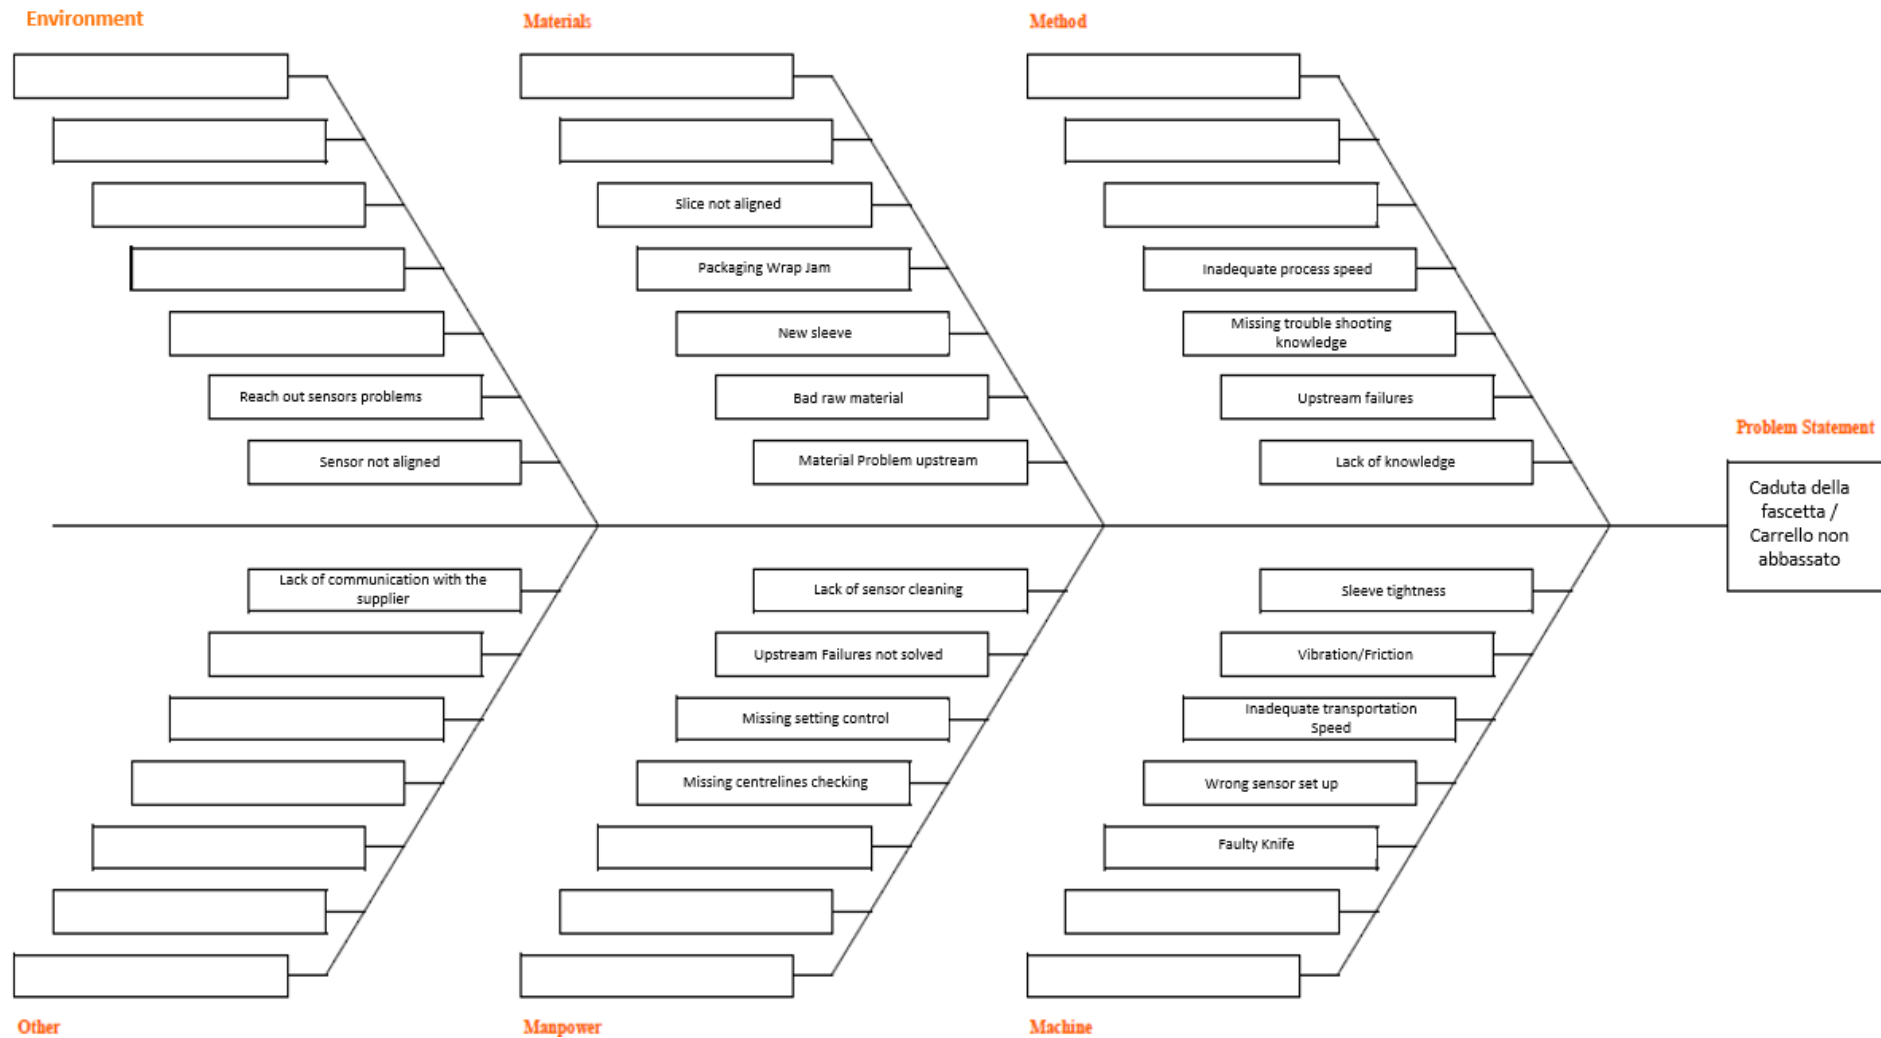 Environment
Materials
Method
Slice not aligned
Packaging Wrap Jam
Inadequate process speed
New sleeve
Missing trouble shooting
knowledge
Reach out sensors problems
Bad raw material
Upstream failures
Problem Statement
Sensor not aligned
Material Problem upstream
Lack of knowledge
Caduta della
fascetta /
Carrello non
abbassato
Lack of communication with the
supplier
Lack of sensor cleaning
Sleeve tightness
Upstream Failures not solved
Vibration/Friction
Missing setting control
Inadequate transportation
Speed
Missing centrelines checking
Wrong sensor set up
Faulty Knife
Other
Manpower
Machine